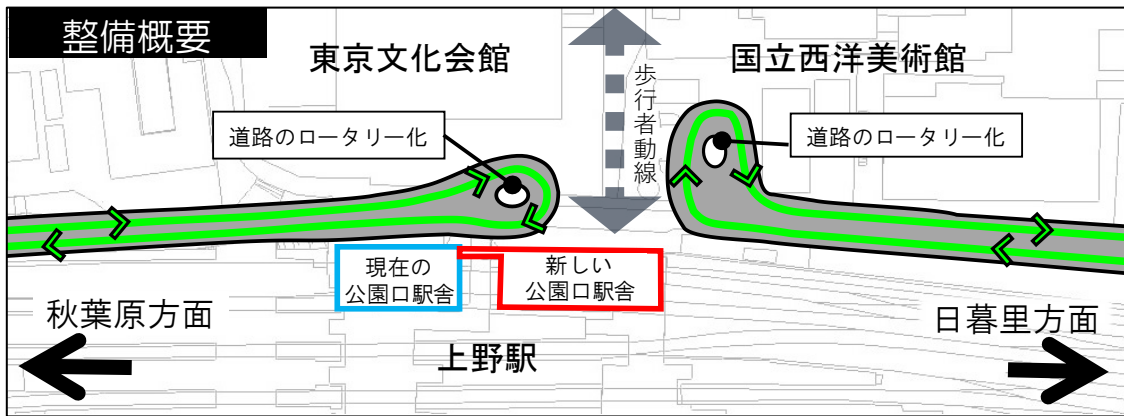 整備概要
東京文化会館
国立西洋美術館
歩行者動線
道路のロータリー化
道路のロータリー化
現在の
公園口駅舎
新しい
公園口駅舎
秋葉原方面
日暮里方面
上野駅